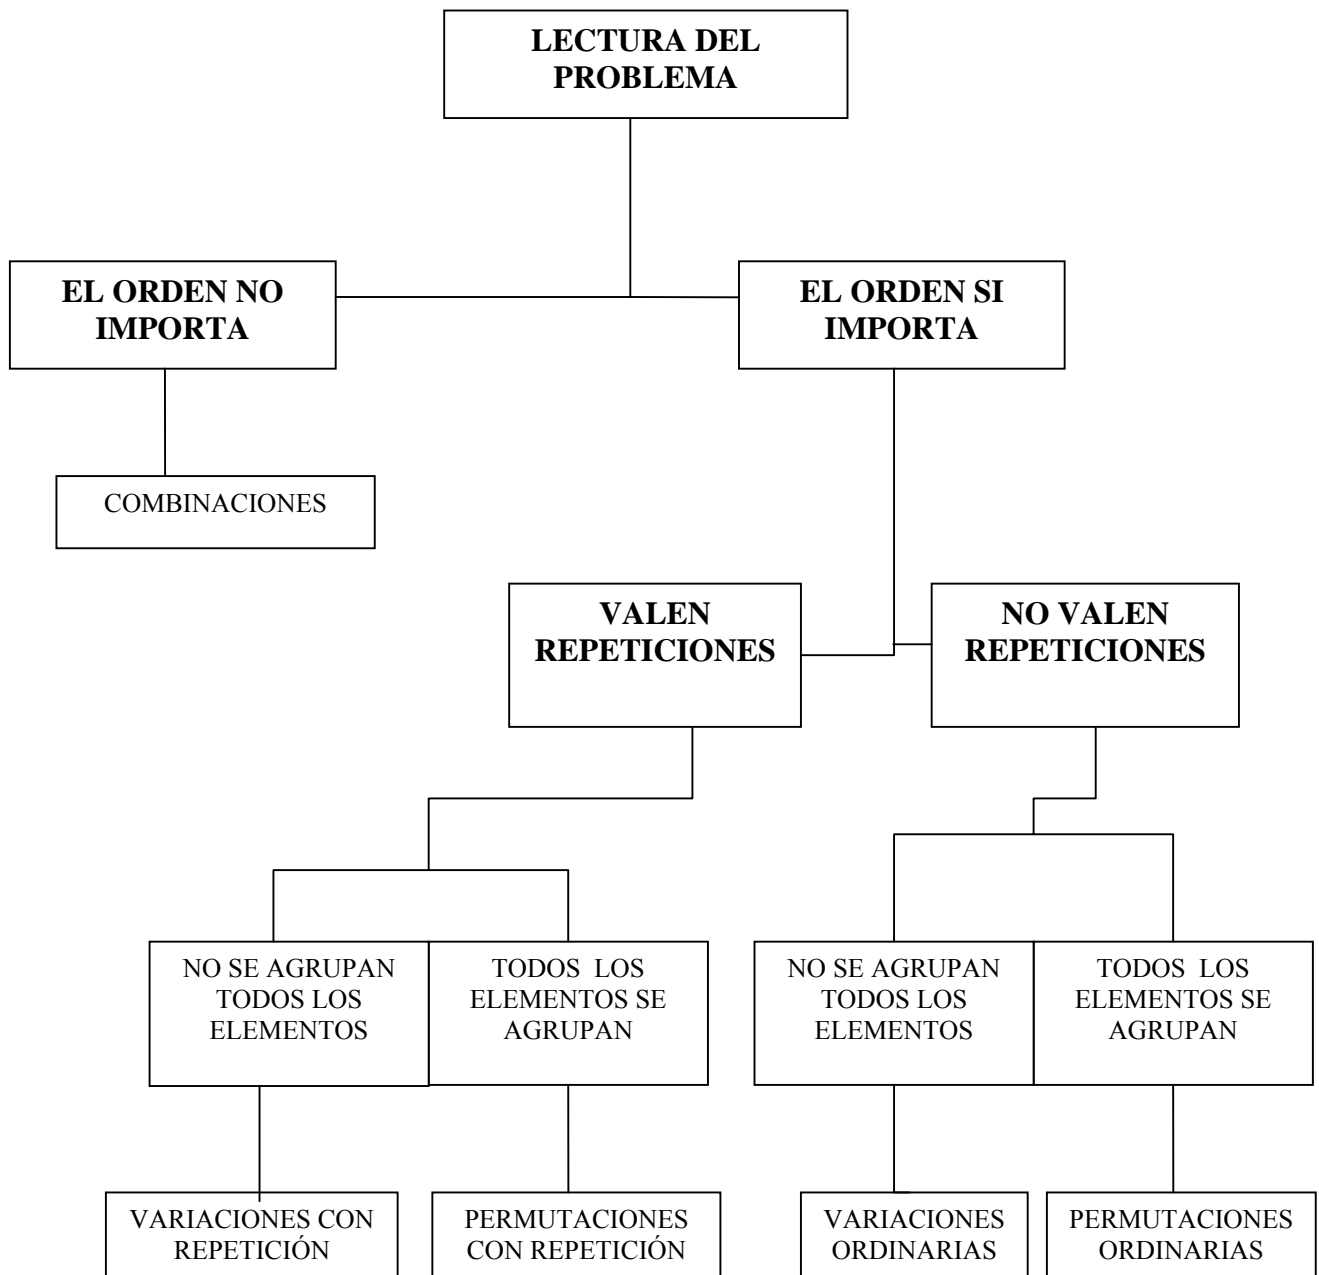 LECTURA DEL
PROBLEMA
EL ORDEN NO
IMPORTA
EL ORDEN SI
IMPORTA
COMBINACIONES
VALEN
REPETICIONES
NO VALEN
REPETICIONES
NO SE AGRUPAN
TODOS LOS
ELEMENTOS
TODOS LOS
ELEMENTOS SE
AGRUPAN
NO SE AGRUPAN
TODOS LOS
ELEMENTOS
TODOS LOS
ELEMENTOS SE
AGRUPAN
VARIACIONES CON
REPETICIÓN
PERMUTACIONES
CON REPETICIÓN
VARIACIONES
ORDINARIAS
PERMUTACIONES
ORDINARIAS